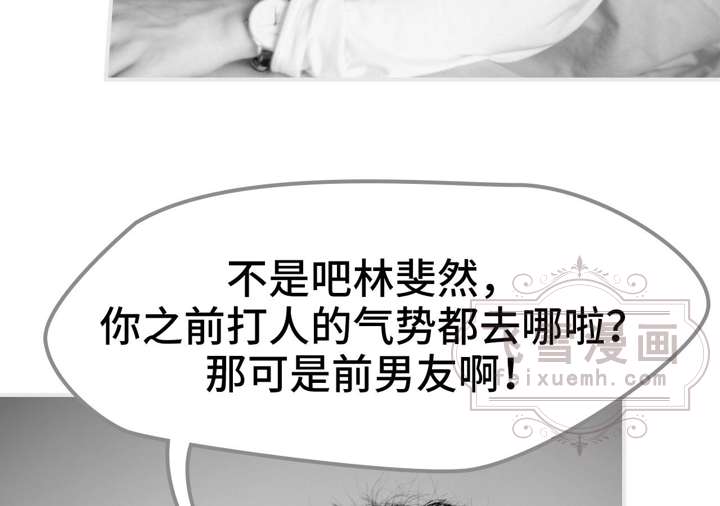 不是吧林斐然，
你之前打人的气势都去哪啦？
那可是前男友啊！
飞雪漫画
feixuemh.com